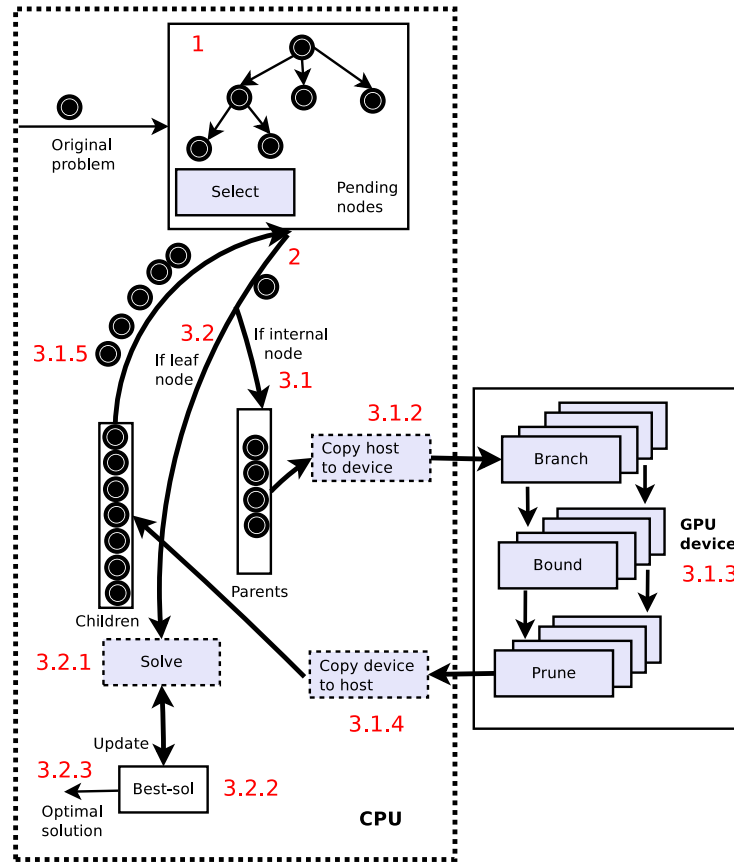 1
Original
problem
Select
Pending
nodes
2
3.2
If leaf
node
If internal
node
3.1
3.1.5
3.1.2
Copy host
to device
Branch
Bound
Prune
GPU
device
3.1.3
Parents
Children
3.2.1
Solve
Copy device
to host
3.1.4
Update
3.2.3
Best-sol
3.2.2
Optimal
solution
CPU